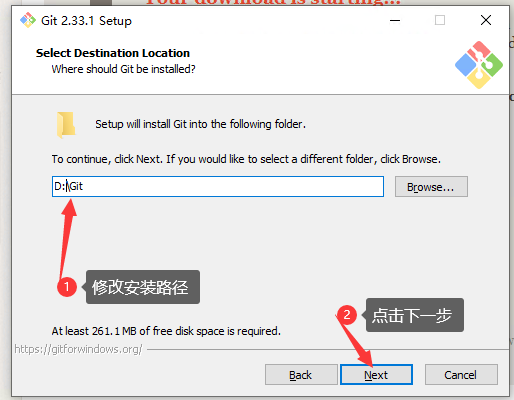 Your download is starting...
Git 2.33.1 Setup
Select Destination Location
Where should Git be installed?
Setup will install Git into the following folder.
To continue, click Next. If you would like to select a different folder, click Browse.
D:\Git
Browse...
1 修改安装路径
2 点击下一步
At least 261.1 MB of free disk space is required.
https://gitforwindows.org/
Back
Next
Cancel